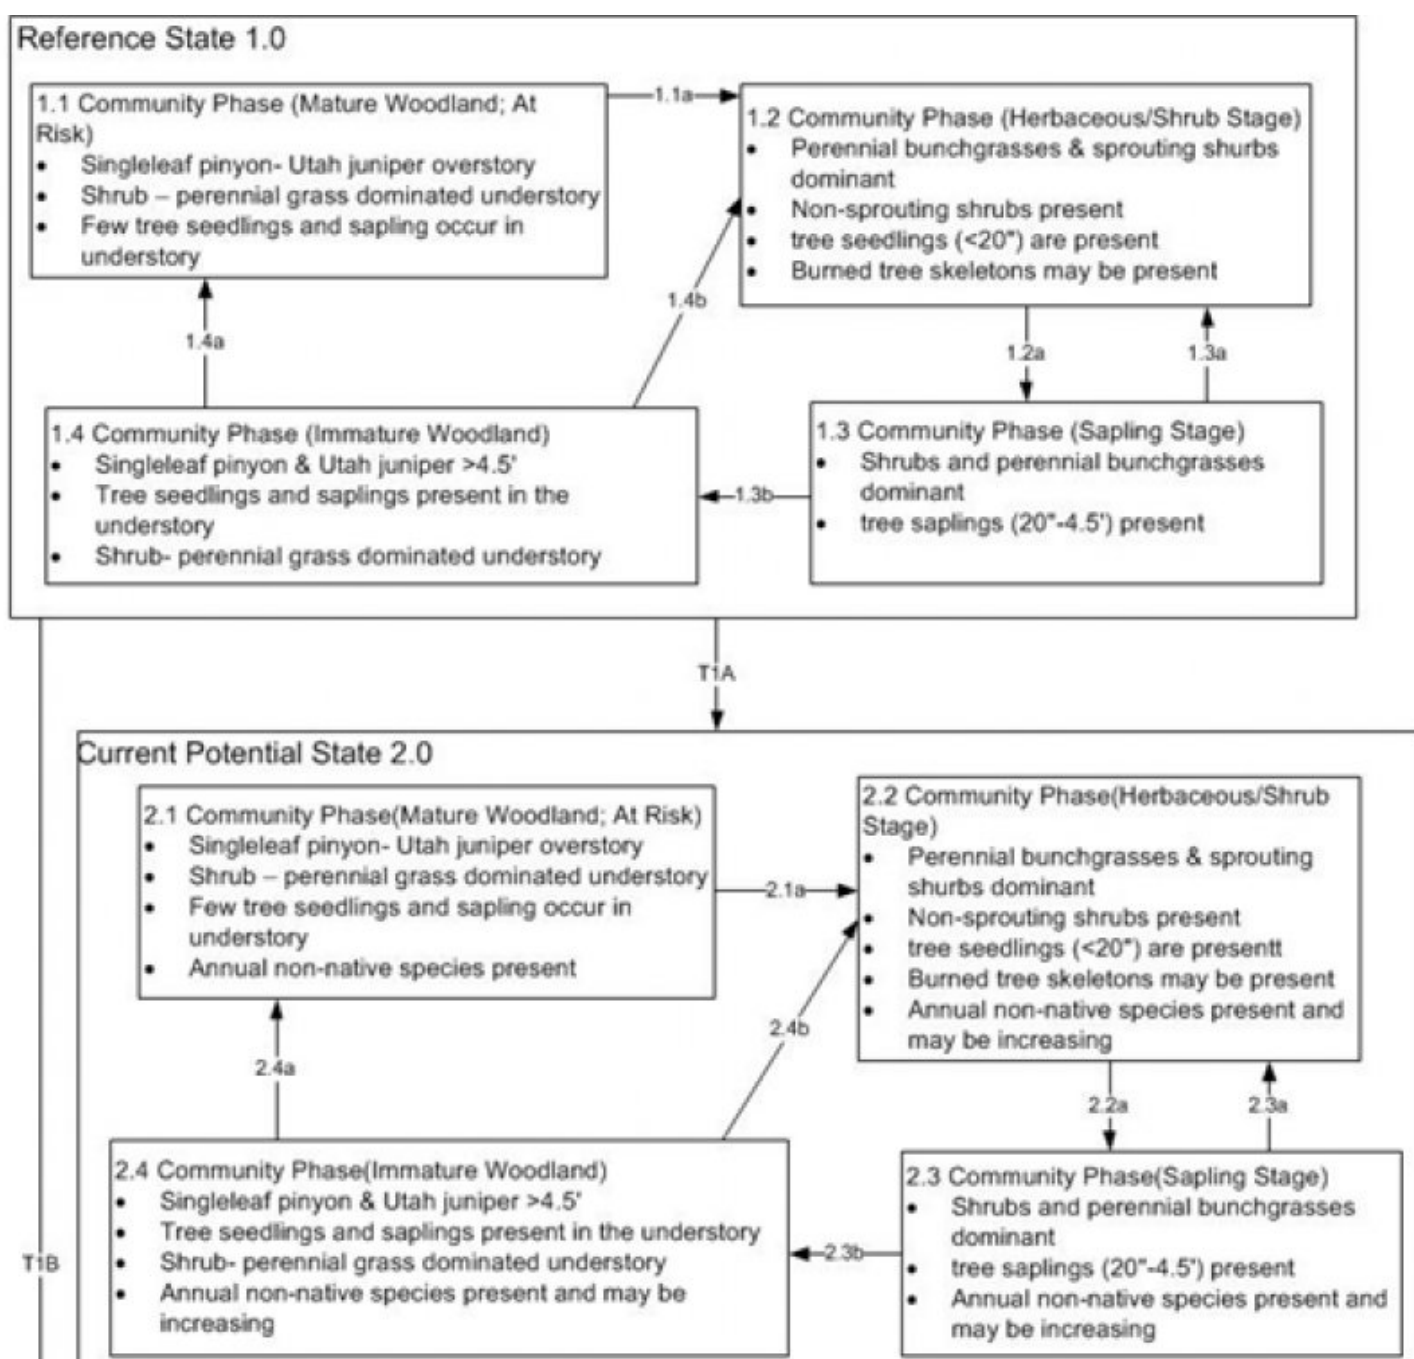 Reference State 1.0
1.1 Community Phase (Mature Woodland; At
Risk)
• Singleleaf pinyon- Utah juniper overstory
• Shrub – perennial grass dominated understory
• Few tree seedlings and sapling occur in
understory
1.1a
1.2 Community Phase (Herbaceous/Shrub Stage)
• Perennial bunchgrasses & sprouting shurbs
dominant
• Non-sprouting shrubs present
• tree seedlings (<20") are present
• Burned tree skeletons may be present
1.4a
1.4b
1.2a
1.3a
1.4 Community Phase (Immature Woodland)
• Singleleaf pinyon & Utah juniper >4.5'
• Tree seedlings and saplings present in the
understory
• Shrub- perennial grass dominated understory
1.3b
1.3 Community Phase (Sapling Stage)
• Shrubs and perennial bunchgrasses
dominant
• tree saplings (20"-4.5') present
T1A
Current Potential State 2.0
2.1 Community Phase(Mature Woodland; At Risk)
• Singleleaf pinyon- Utah juniper overstory
• Shrub – perennial grass dominated understory
• Few tree seedlings and sapling occur in
understory
• Annual non-native species present
2.1a
2.2 Community Phase(Herbaceous/Shrub
Stage)
• Perennial bunchgrasses & sprouting
shurbs dominant
• Non-sprouting shrubs present
• tree seedlings (<20") are presentt
• Burned tree skeletons may be present
• Annual non-native species present and
may be increasing
2.4a
2.4b
2.2a
2.3a
2.4 Community Phase(Immature Woodland)
• Singleleaf pinyon & Utah juniper >4.5'
• Tree seedlings and saplings present in the understory
• Shrub- perennial grass dominated understory
• Annual non-native species present and may be
increasing
2.3b
2.3 Community Phase(Sapling Stage)
• Shrubs and perennial bunchgrasses
dominant
• tree saplings (20"-4.5') present
• Annual non-native species present and
may be increasing
T1B